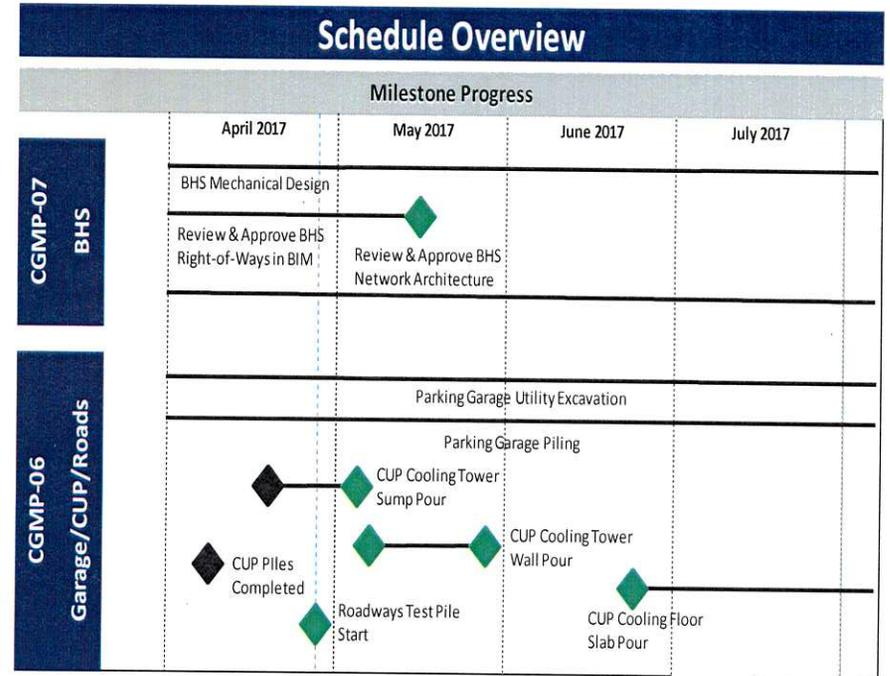 Schedule Overview
Milestone Progress
April 2017
May 2017
June 2017
July 2017
CGMP-07
BHS
BHS Mechanical Design
Review & Approve BHS
Right-of-Ways in BIM
Review & Approve BHS
Network Architecture
CGMP-06
Garage/CUP/Roads
Parking Garage Utility Excavation
Parking Garage Piling
CUP Cooling Tower
Sump Pour
CUP Cooling Tower
Wall Pour
CUP PIles
Completed
CUP Cooling Floor
Slab Pour
Roadways Test Pile
Start